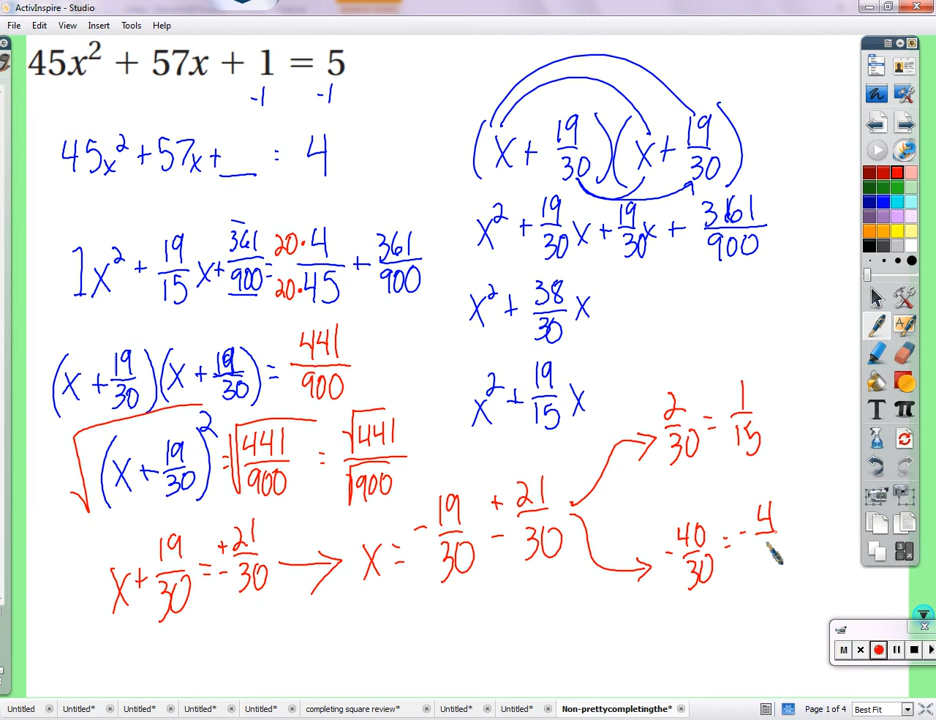 ActivInspire - Studio
File Edit View Insert Tools Help
45x² + 57x + 1 = 5
-1 -1
45x² + 57x + __ = 4
1x² + 19/15 x + 361/900 = 20·4/20·45 + 361/900
(x + 19/30)(x + 19/30) = 441/900
√(x + 19/30)² = √441/900 = √441/√900
x + 19/30 = ± 21/30 → x = -19/30 ± 21/30
(x + 19/30)(x + 19/30)
x² + 19/30 x + 19/30 x + 361/900
x² + 38/30 x
x² + 19/15 x
2/30 = 1/15
-40/30 = -4
M
Untitled Untitled* Untitled* Untitled* Untitled* completing square review* Untitled* Untitled* Non-prettycompletingthe* Page 1 of 4 Best Fit